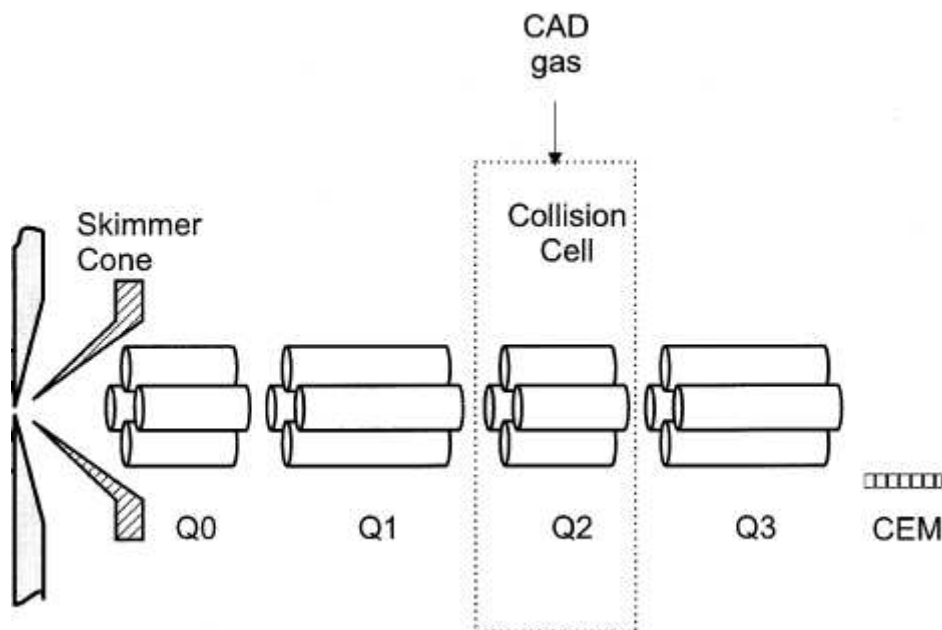 CAD
gas
Skimmer
Cone
Collision
Cell
Q0
Q1
Q2
Q3
CEM